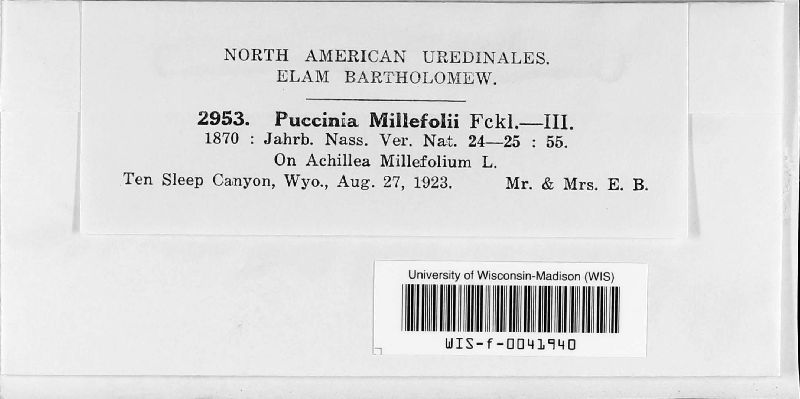 NORTH AMERICAN UREDINALES.
ELAM BARTHOLOMEW.
2953. Puccinia Millefolii Fckl.—III.
1870 : Jahrb. Nass. Ver. Nat. 24—25 : 55.
On Achillea Millefolium L.
Ten Sleep Canyon, Wyo., Aug. 27, 1923. Mr. & Mrs. E. B.
University of Wisconsin-Madison (WIS)
WIS-f-0041940